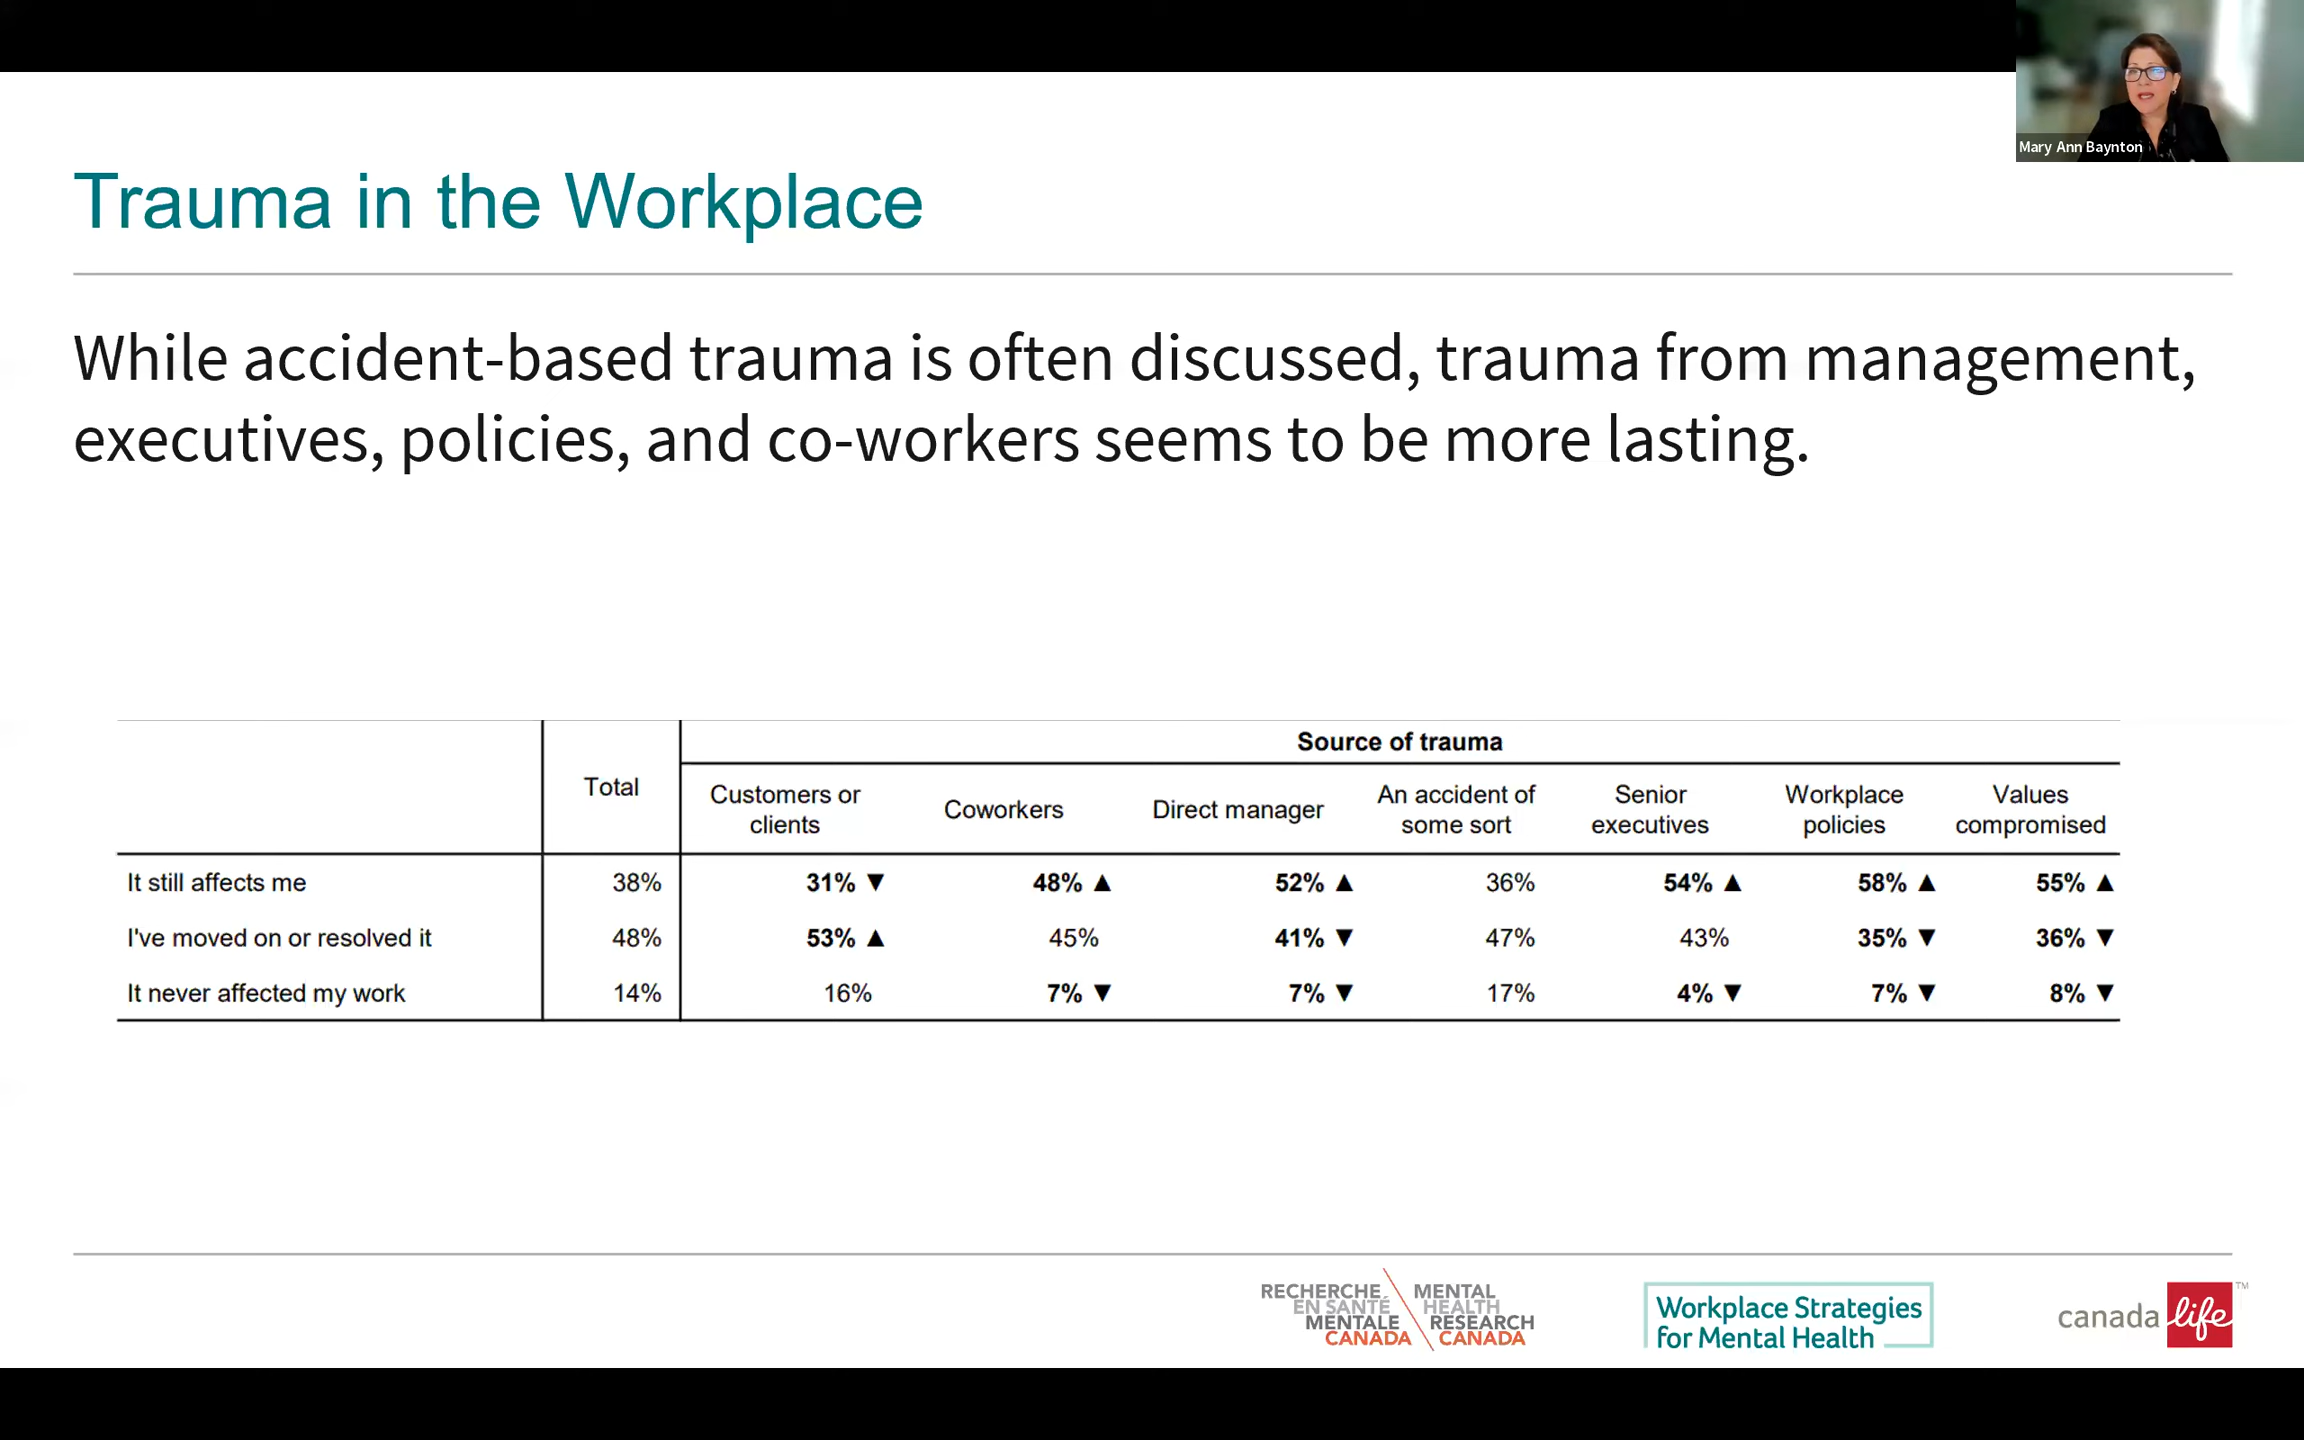 Mary Ann Baynton
Trauma in the Workplace
While accident-based trauma is often discussed, trauma from management,
executives, policies, and co-workers seems to be more lasting.
Source of trauma
Total
Customers or
clients
Coworkers
Direct manager
An accident of
some sort
Senior
executives
Workplace
policies
Values
compromised
It still affects me 38% 31% ▼ 48% ▲ 52% ▲ 36% 54% ▲ 58% ▲ 55% ▲
I've moved on or resolved it 48% 53% ▲ 45% 41% ▼ 47% 43% 35% ▼ 36% ▼
It never affected my work 14% 16% 7% ▼ 7% ▼ 17% 4% ▼ 7% ▼ 8% ▼
RECHERCHE
EN SANTÉ
MENTALE
CANADA
MENTAL
HEALTH
RESEARCH
CANADA
Workplace Strategies
for Mental Health
canada life TM